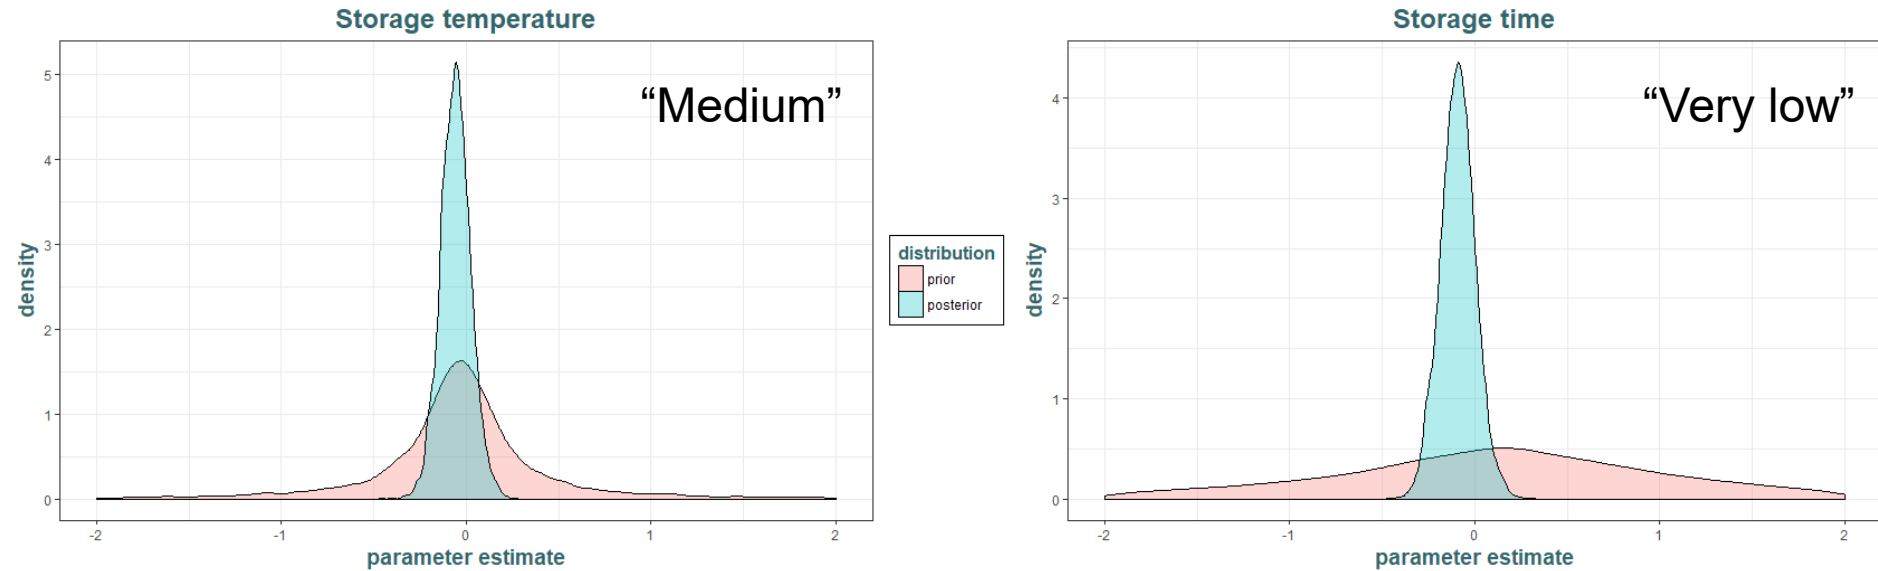 Storage temperature
“Medium”
5
4
3
2
1
0
density
-2
-1
0
1
2
parameter estimate
distribution
prior
posterior
Storage time
“Very low”
4
3
2
1
0
density
-2
-1
0
1
2
parameter estimate